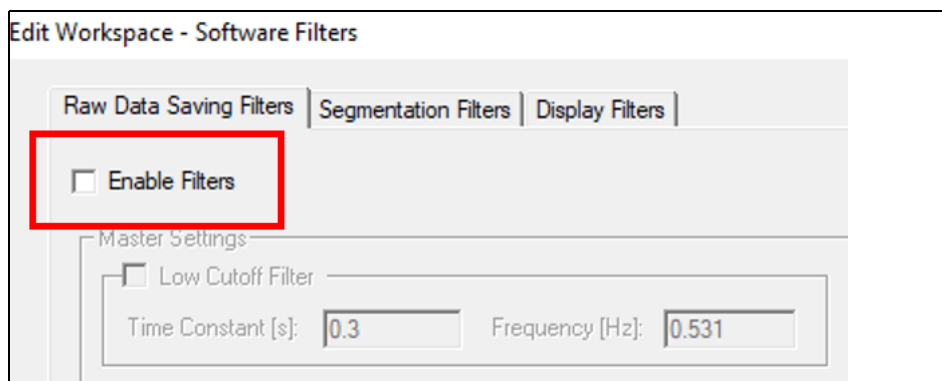 Edit Workspace - Software Filters
Raw Data Saving Filters Segmentation Filters Display Filters
Enable Filters
Master Settings
Low Cutoff Filter
Time Constant [s]: 0.3 Frequency [Hz]: 0.531